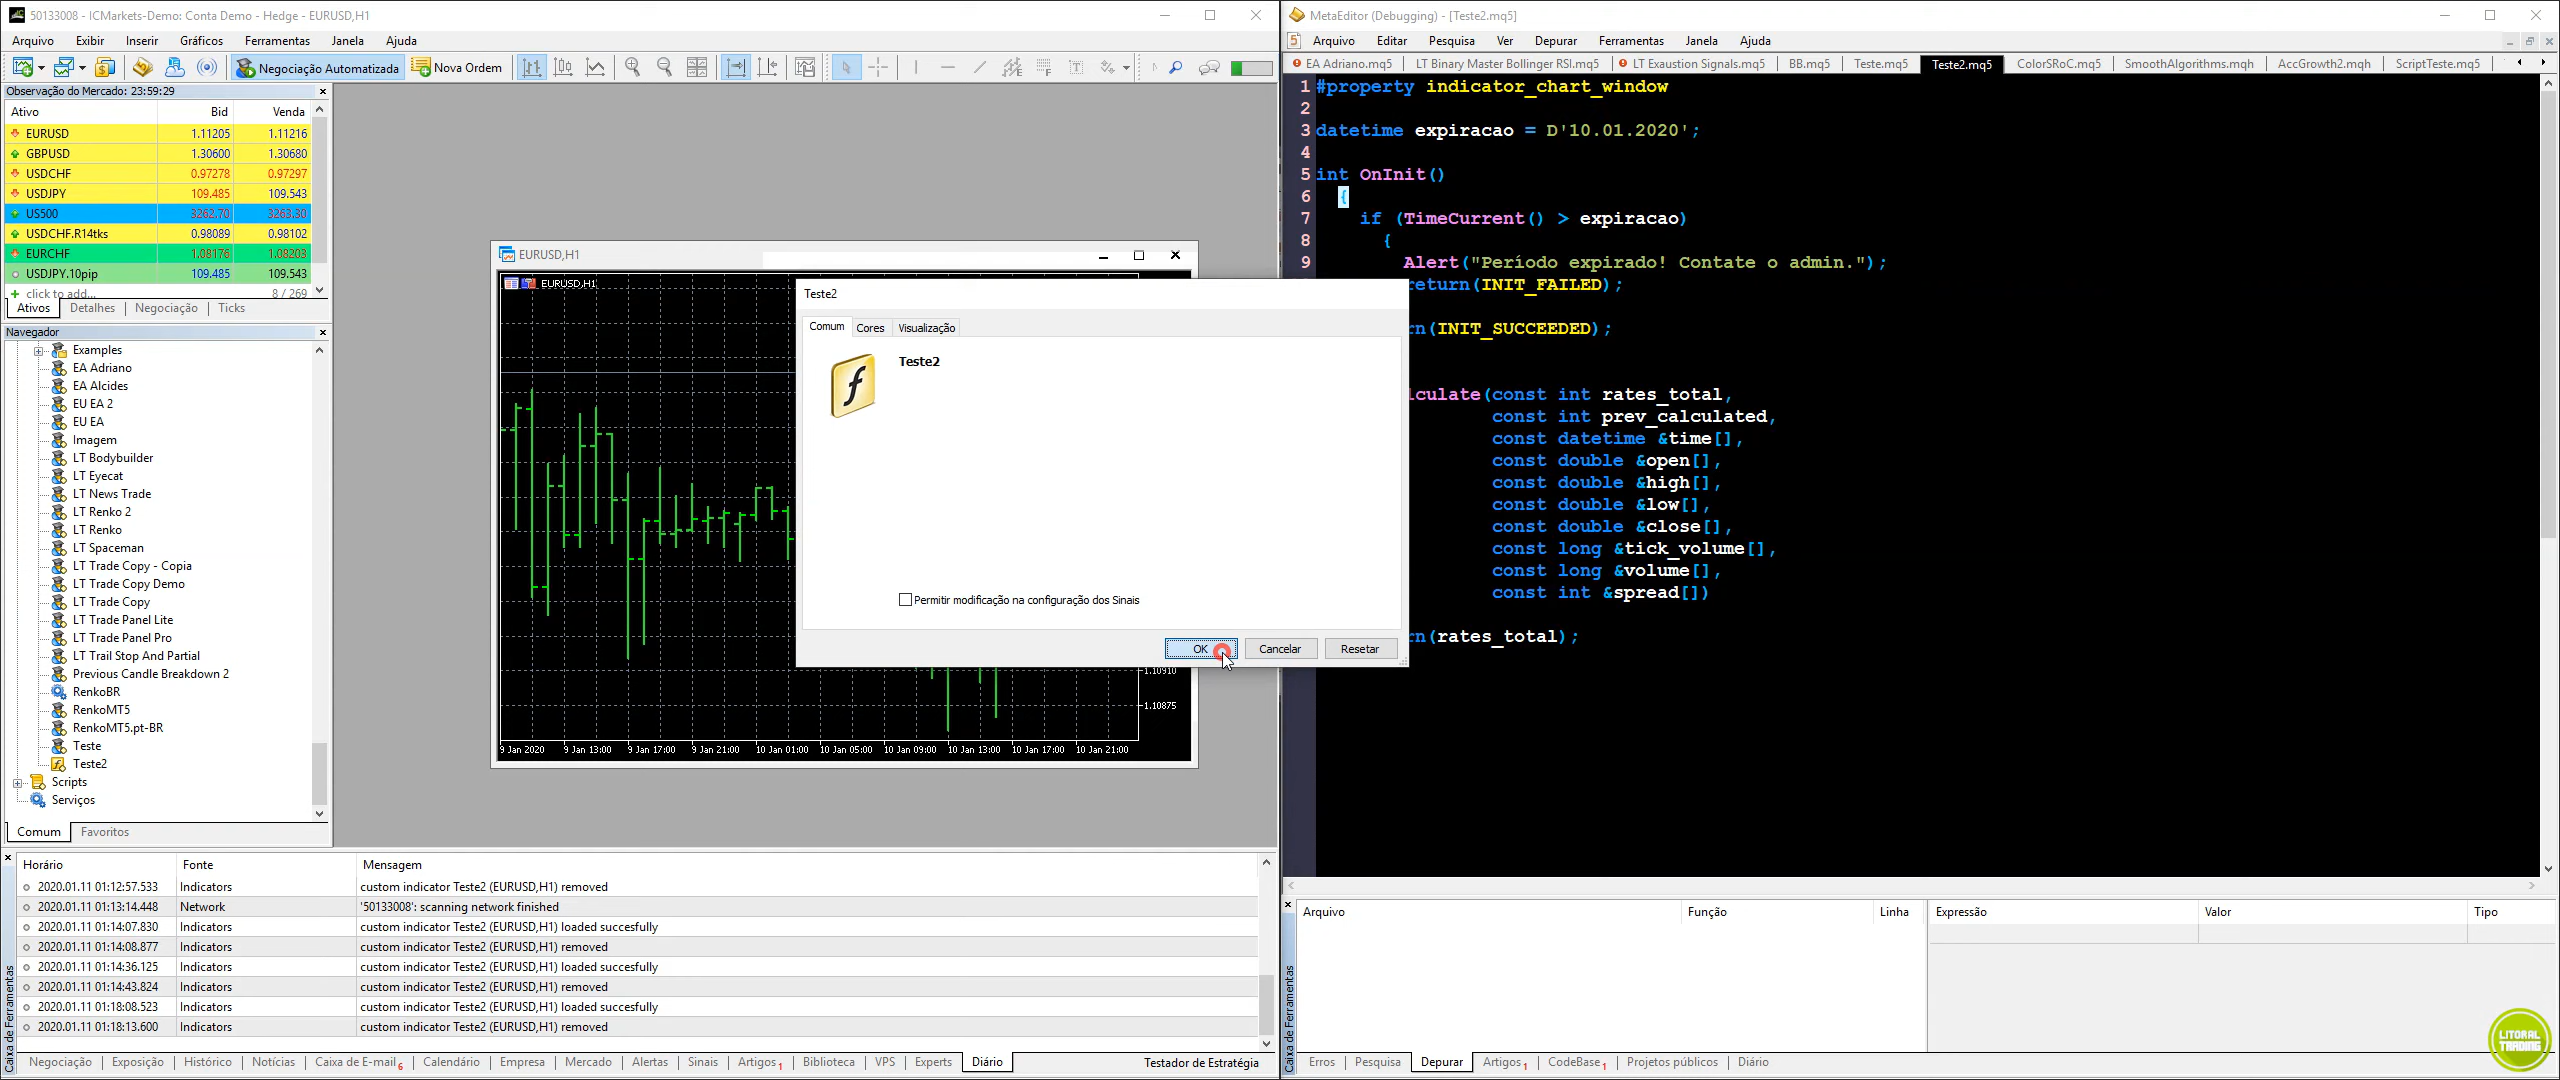 50133008 - ICMarkets-Demo: Conta Demo - Hedge - EURUSD,H1
Arquivo Exibir Inserir Gráficos Ferramentas Janela Ajuda
Negociação Automatizada Nova Ordem
Observação do Mercado: 23:59:29
Ativo Bid Venda
EURUSD 1.11205 1.11216
GBPUSD 1.30600 1.30680
USDCHF 0.97278 0.97297
USDJPY 109.485 109.543
US500 3262.70 3263.30
USDCHF.R14tks 0.98089 0.98102
EURCHF 1.08176 1.08203
USDJPY.10pip 109.485 109.543
click to add... 8 / 269
Ativos Detalhes Negociação Ticks
Navegador
Examples
EA Adriano
EA Alcides
EU EA 2
EU EA
Imagem
LT Bodybuilder
LT Eyecat
LT News Trade
LT Renko 2
LT Renko
LT Spaceman
LT Trade Copy - Copia
LT Trade Copy Demo
LT Trade Copy
LT Trade Panel Lite
LT Trade Panel Pro
LT Trail Stop And Partial
Previous Candle Breakdown 2
RenkoBR
RenkoMT5
RenkoMT5.pt-BR
Teste
Teste2
Scripts
Serviços
Comum Favoritos
EURUSD,H1
EURUSD,H1
1.10910
1.10875
9 Jan 2020 9 Jan 13:00 9 Jan 17:00 9 Jan 21:00 10 Jan 01:00 10 Jan 05:00 10 Jan 09:00 10 Jan 13:00 10 Jan 17:00 10 Jan 21:00
Teste2
Comum Cores Visualização
Teste2
Permitir modificação na configuração dos Sinais
OK Cancelar Resetar
Caixa de Ferramentas
Horário Fonte Mensagem
2020.01.11 01:12:57.533 Indicators custom indicator Teste2 (EURUSD,H1) removed
2020.01.11 01:13:14.448 Network '50133008': scanning network finished
2020.01.11 01:14:07.830 Indicators custom indicator Teste2 (EURUSD,H1) loaded succesfully
2020.01.11 01:14:08.877 Indicators custom indicator Teste2 (EURUSD,H1) removed
2020.01.11 01:14:36.125 Indicators custom indicator Teste2 (EURUSD,H1) loaded succesfully
2020.01.11 01:14:43.824 Indicators custom indicator Teste2 (EURUSD,H1) removed
2020.01.11 01:18:08.523 Indicators custom indicator Teste2 (EURUSD,H1) loaded succesfully
2020.01.11 01:18:13.600 Indicators custom indicator Teste2 (EURUSD,H1) removed
Negociação Exposição Histórico Notícias Caixa de E-mail 6 Calendário Empresa Mercado Alertas Sinais Artigos 1 Biblioteca VPS Experts Diário Testador de Estratégia
MetaEditor (Debugging) - [Teste2.mq5]
Arquivo Editar Pesquisa Ver Depurar Ferramentas Janela Ajuda
EA Adriano.mq5 LT Binary Master Bollinger RSI.mq5 LT Exaustion Signals.mq5 BB.mq5 Teste.mq5 Teste2.mq5 ColorSRoC.mq5 SmoothAlgorithms.mqh AccGrowth2.mqh ScriptTeste.mq5
1 #property indicator_chart_window
2
3 datetime expiracao = D'10.01.2020';
4
5 int OnInit()
6 {
7 if (TimeCurrent() > expiracao)
8 {
9 Alert("Período expirado! Contate o admin.");
return(INIT_FAILED);
rn(INIT_SUCCEEDED);
lculate(const int rates_total,
const int prev_calculated,
const datetime &time[],
const double &open[],
const double &high[],
const double &low[],
const double &close[],
const long &tick_volume[],
const long &volume[],
const int &spread[])
rn(rates_total);
Caixa de Ferramentas
Arquivo Função Linha Expressão Valor Tipo
Erros Pesquisa Depurar Artigos 1 CodeBase 1 Projetos públicos Diário
LITORAL
TRADING